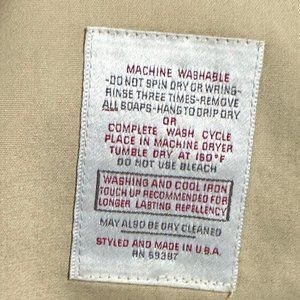 MACHINE WASHABLE
-DO NOT SPIN DRY OR WRING-
RINSE THREE TIMES-REMOVE
ALL SOAPS-HANG TO DRIP DRY
OR
COMPLETE WASH CYCLE
PLACE IN MACHINE DRYER
TUMBLE DRY AT 160°F
DO NOT USE BLEACH
WASHING AND COOL IRON
TOUCH UP RECOMMENDED FOR
LONGER LASTING REPELLENCY
MAY ALSO BE DRY CLEANED
STYLED AND MADE IN U.S.A.
RN 69387